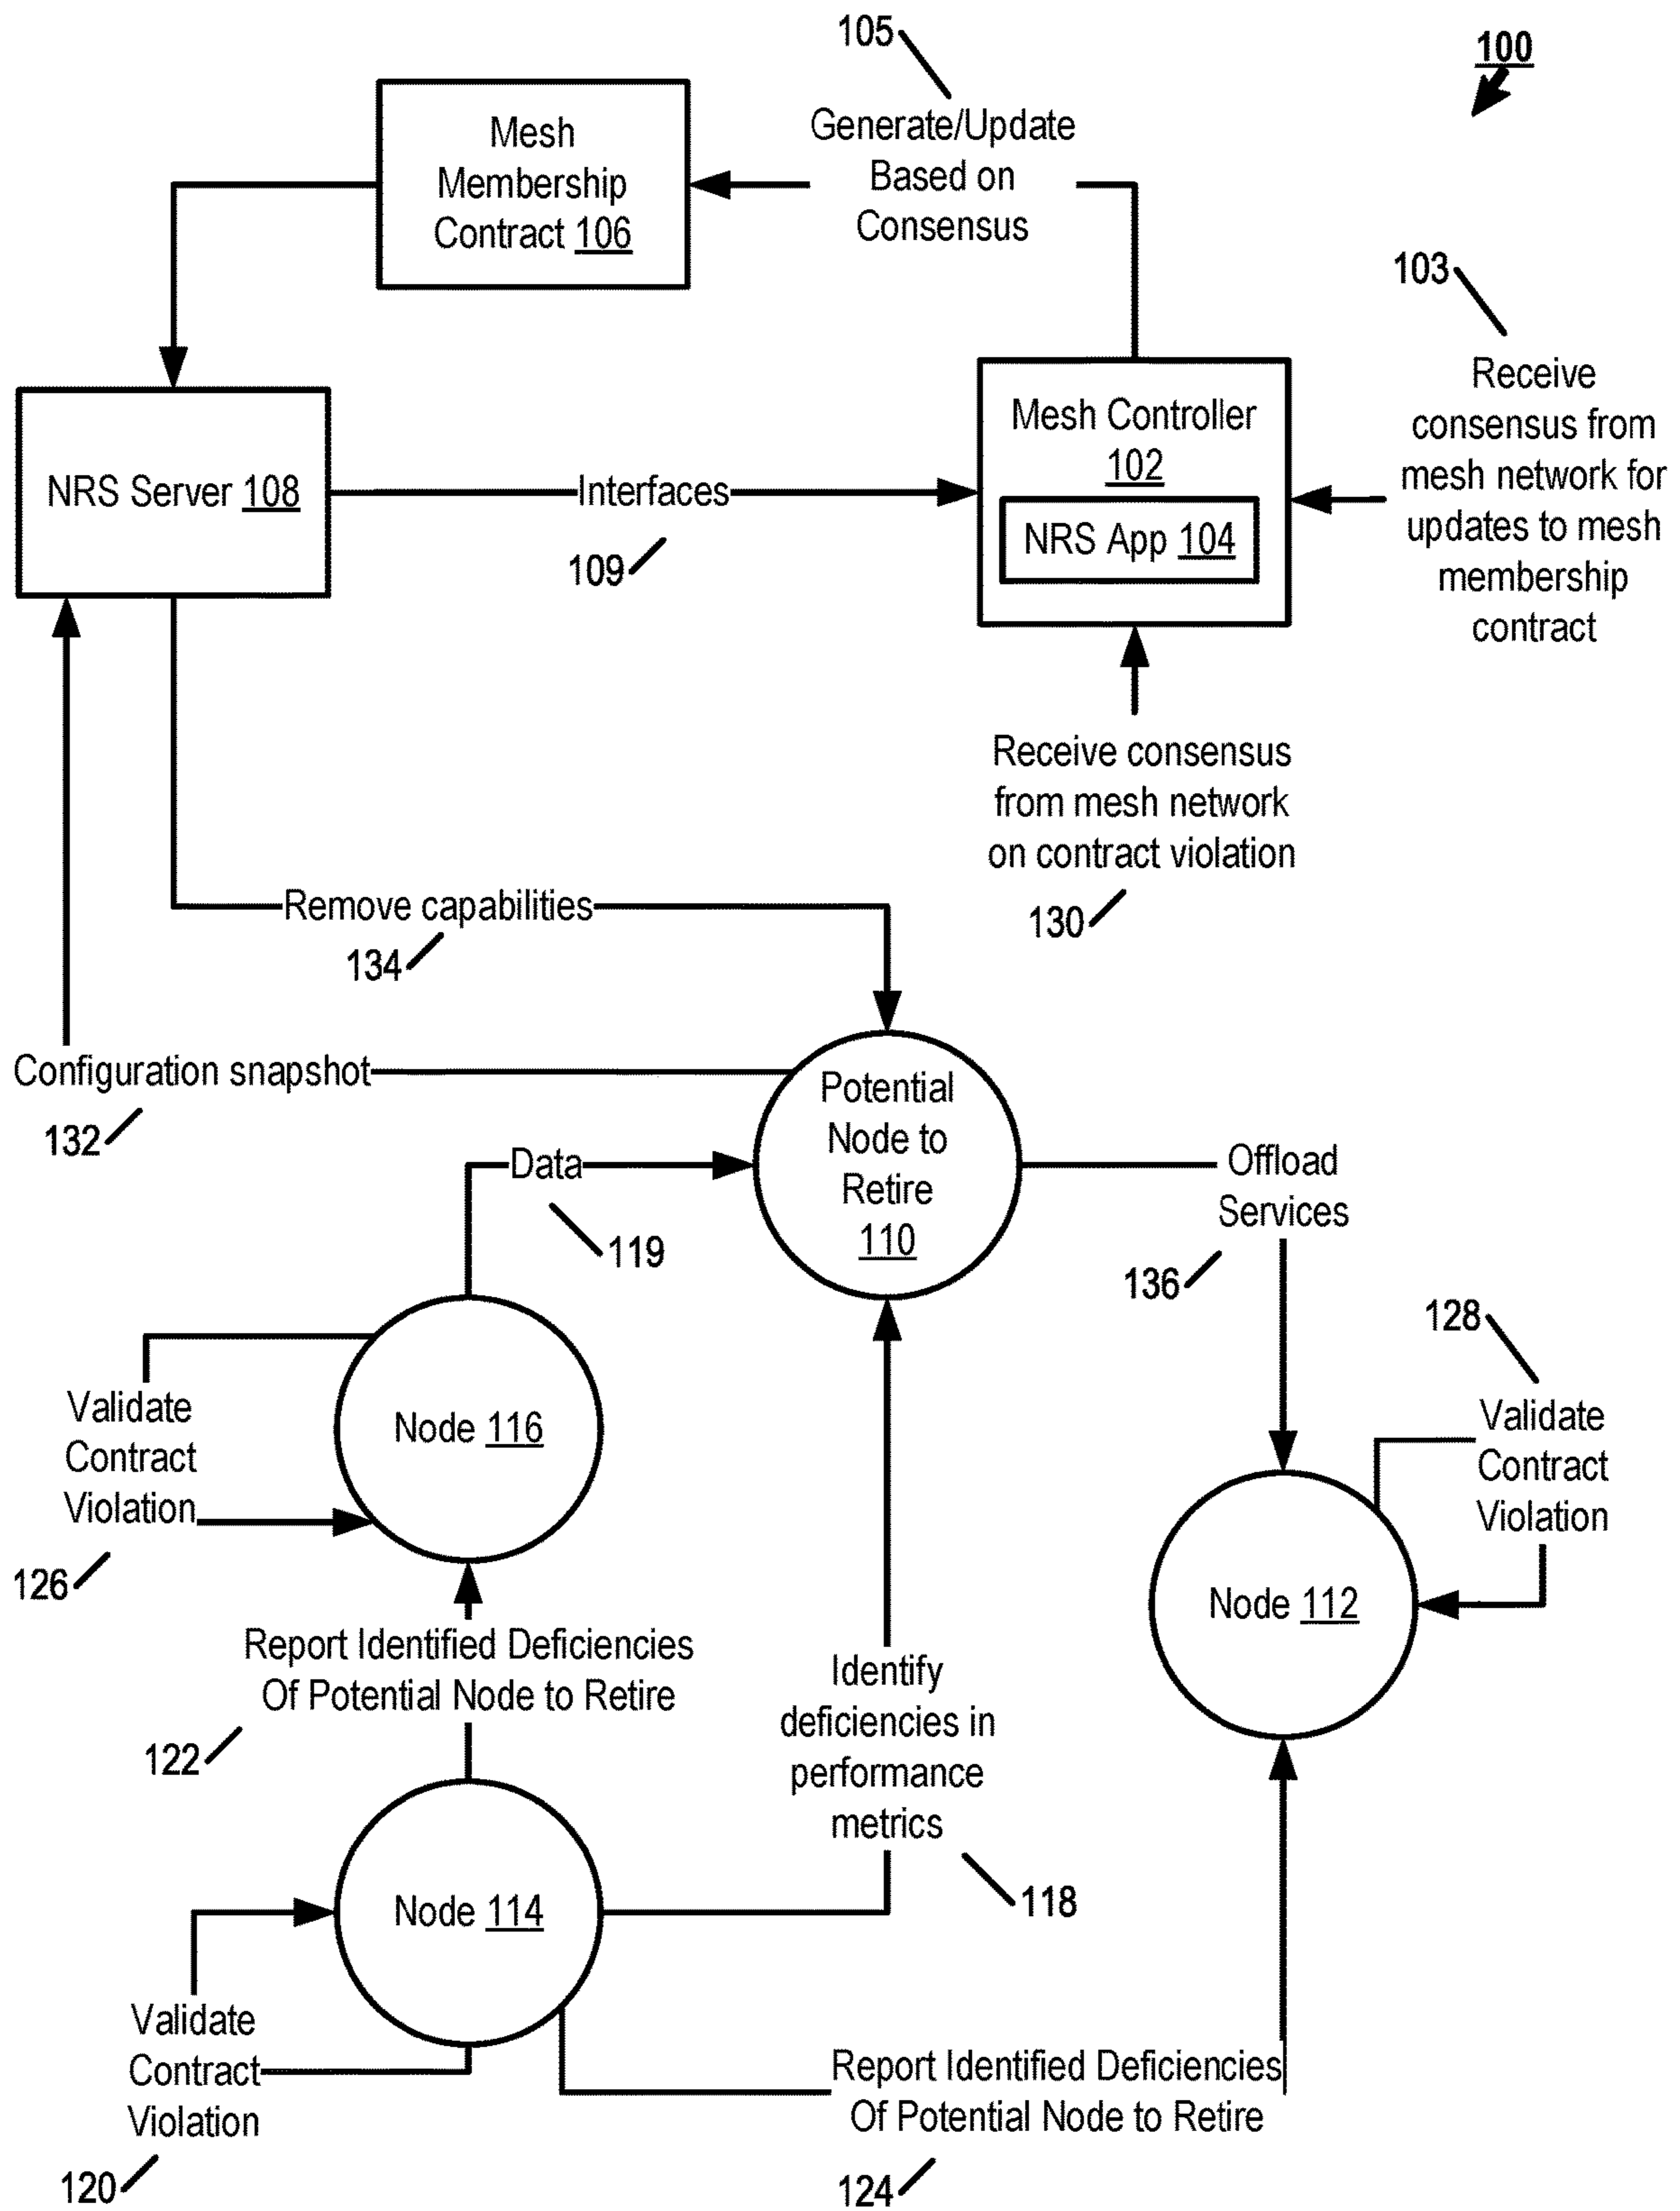 105
100
Mesh
Membership
Contract 106
Generate/Update
Based on
Consensus
103
Receive
consensus from
mesh network for
updates to mesh
membership
contract
NRS Server 108
Interfaces
109
Mesh Controller
102
NRS App 104
Receive consensus
from mesh network
on contract violation
130
Remove capabilities
134
Configuration snapshot
132
Potential
Node to
Retire
110
Data
119
Offload
Services
136
128
Validate
Contract
Violation
Node 116
Validate
Contract
Violation
126
Node 112
Report Identified Deficiencies
Of Potential Node to Retire
122
Identify
deficiencies in
performance
metrics
118
Node 114
Validate
Contract
Violation
120
Report Identified Deficiencies
Of Potential Node to Retire
124